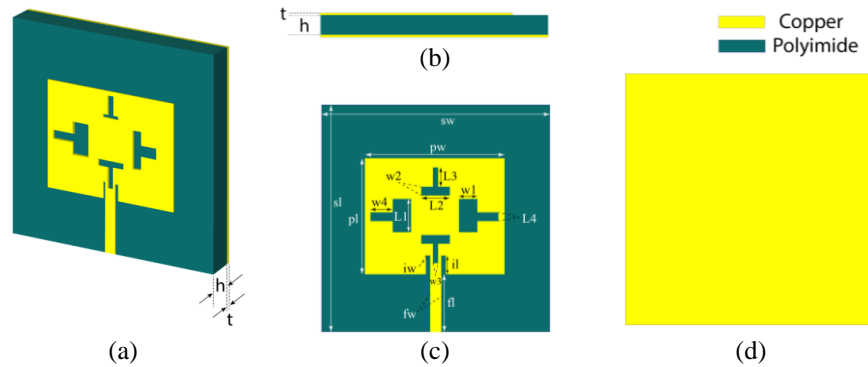 t
h
(b)
Copper
Polyimide
h
t
(a)
sw
pw
w2
L3
sl
w4
L2
w1
pl
L1
L4
iw
w3
il
fw
fl
(c)
(d)